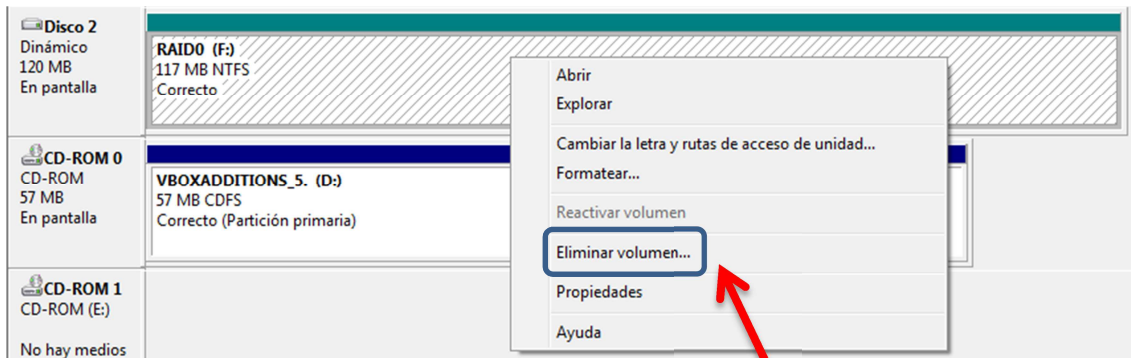 Disco 2
Dinámico
120 MB
En pantalla
RAID0 (F:)
117 MB NTFS
Correcto
CD-ROM 0
CD-ROM
57 MB
En pantalla
VBOXADDITIONS_5. (D:)
57 MB CDFS
Correcto (Partición primaria)
CD-ROM 1
CD-ROM (E:)
No hay medios
Abrir
Explorar
Cambiar la letra y rutas de acceso de unidad...
Formatear...
Reactivar volumen
Eliminar volumen...
Propiedades
Ayuda